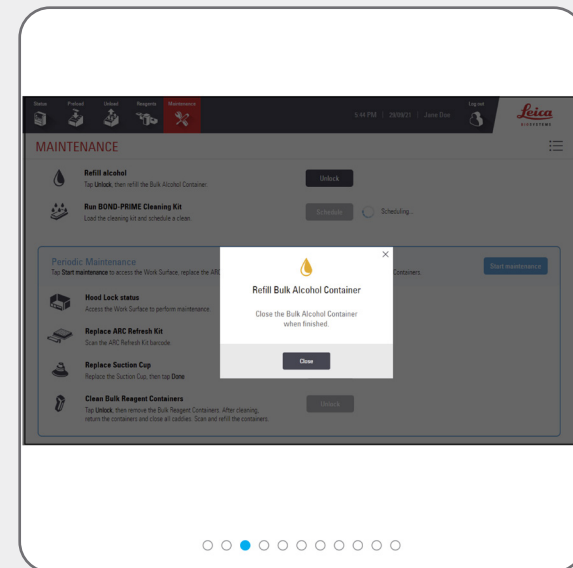 Status Preload Unload Reagents Maintenance Log out
5:44 PM | 28/09/21 | Jane Doe
Leica
BIOSYSTEMS
MAINTENANCE
Refill alcohol
Tap Unlock, then refill the Bulk Alcohol Container.
Unlock
Run BOND-PRIME Cleaning Kit
Load the cleaning kit and schedule a clean.
Schedule
Scheduling...
Periodic Maintenance
Tap Start maintenance to access the Work Surface, replace the ARC
Containers.
Start maintenance
Refill Bulk Alcohol Container
Close the Bulk Alcohol Container
when finished.
Close
Hood Lock status
Access the Work Surface to perform maintenance.
Replace ARC Refresh Kit
Scan the ARC Refresh Kit barcode.
Replace Suction Cup
Replace the Suction Cup, then tap Done.
Clean Bulk Reagent Containers
Tap Unlock, then remove the Bulk Reagent Containers. After cleaning,
return the containers and close all caddies. Scan and refill the containers.
Unlock